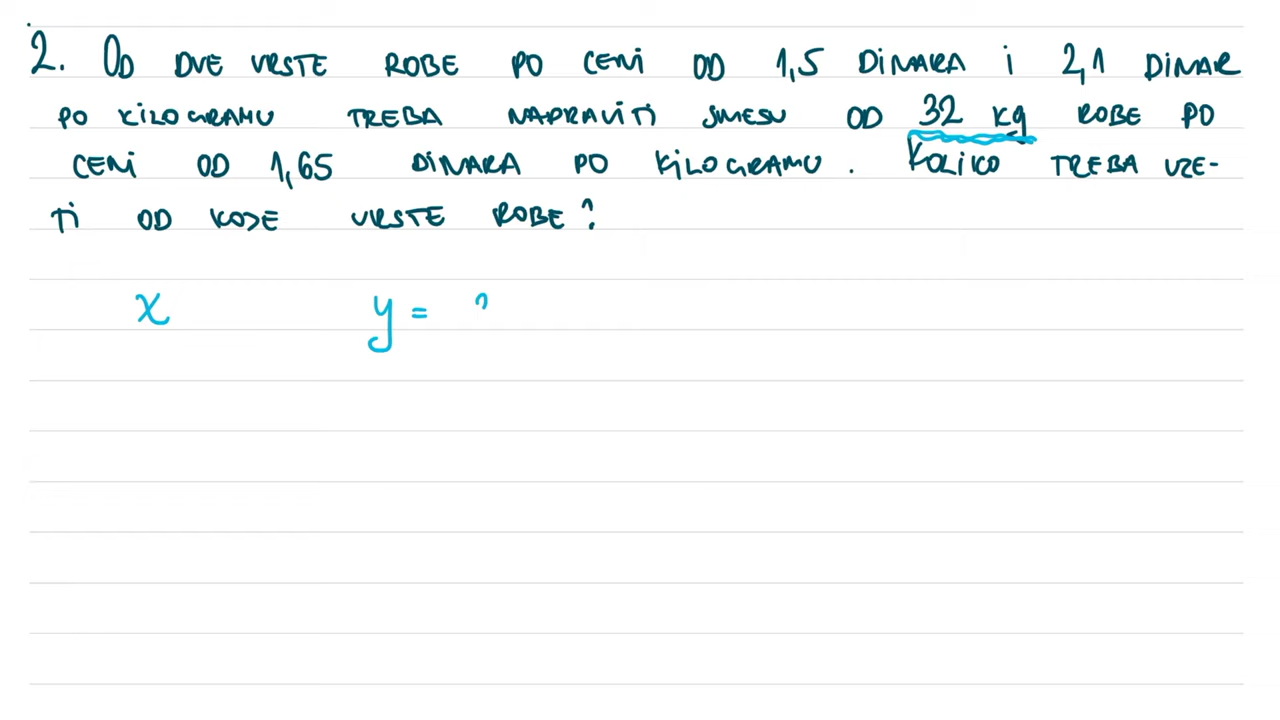 2. OD DVE VRSTE ROBE PO CENI OD 1,5 DINARA I 2,1 DINAR
PO KILOGRAMU TREBA NAPRAVITI SMESU OD 32 kg ROBE PO
CENI OD 1,65 DINARA PO KILOGRAMU. KOLIKO TREBA UZE-
TI OD KOJE VRSTE ROBE?
x y = ?